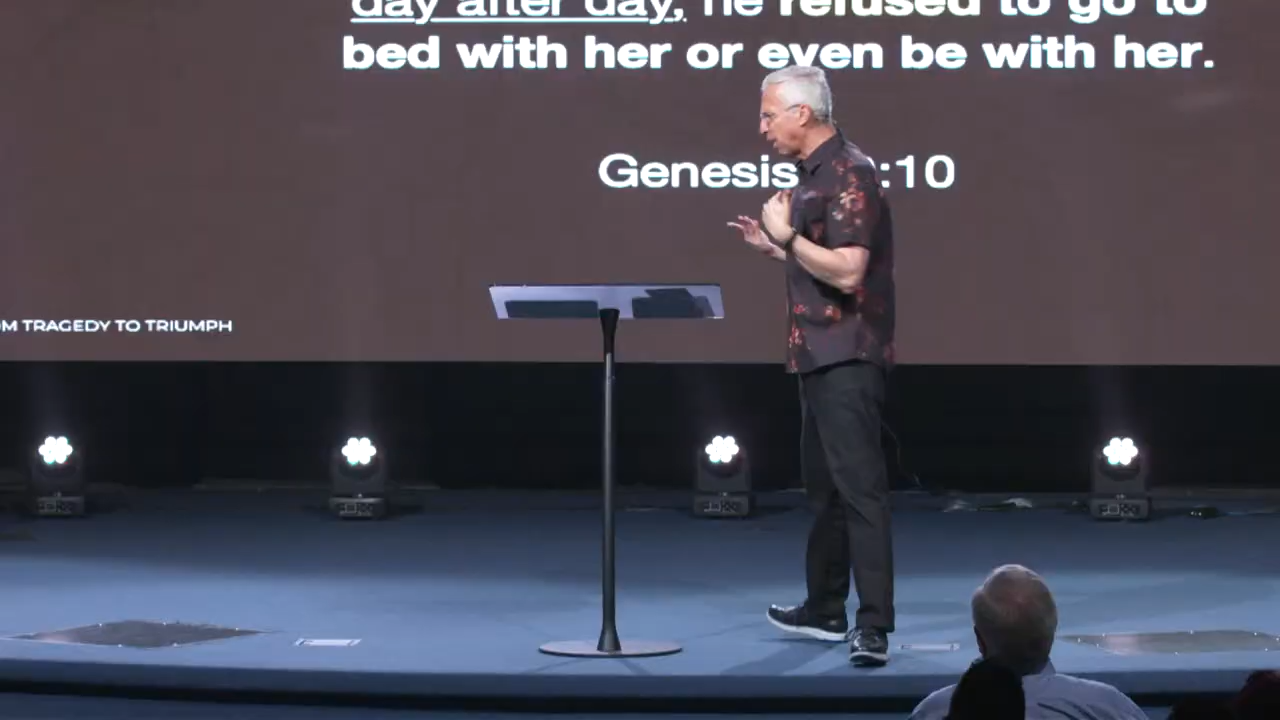 day after day, he refused to go to
bed with her or even be with her.
Genesis :10
OM TRAGEDY TO TRIUMPH